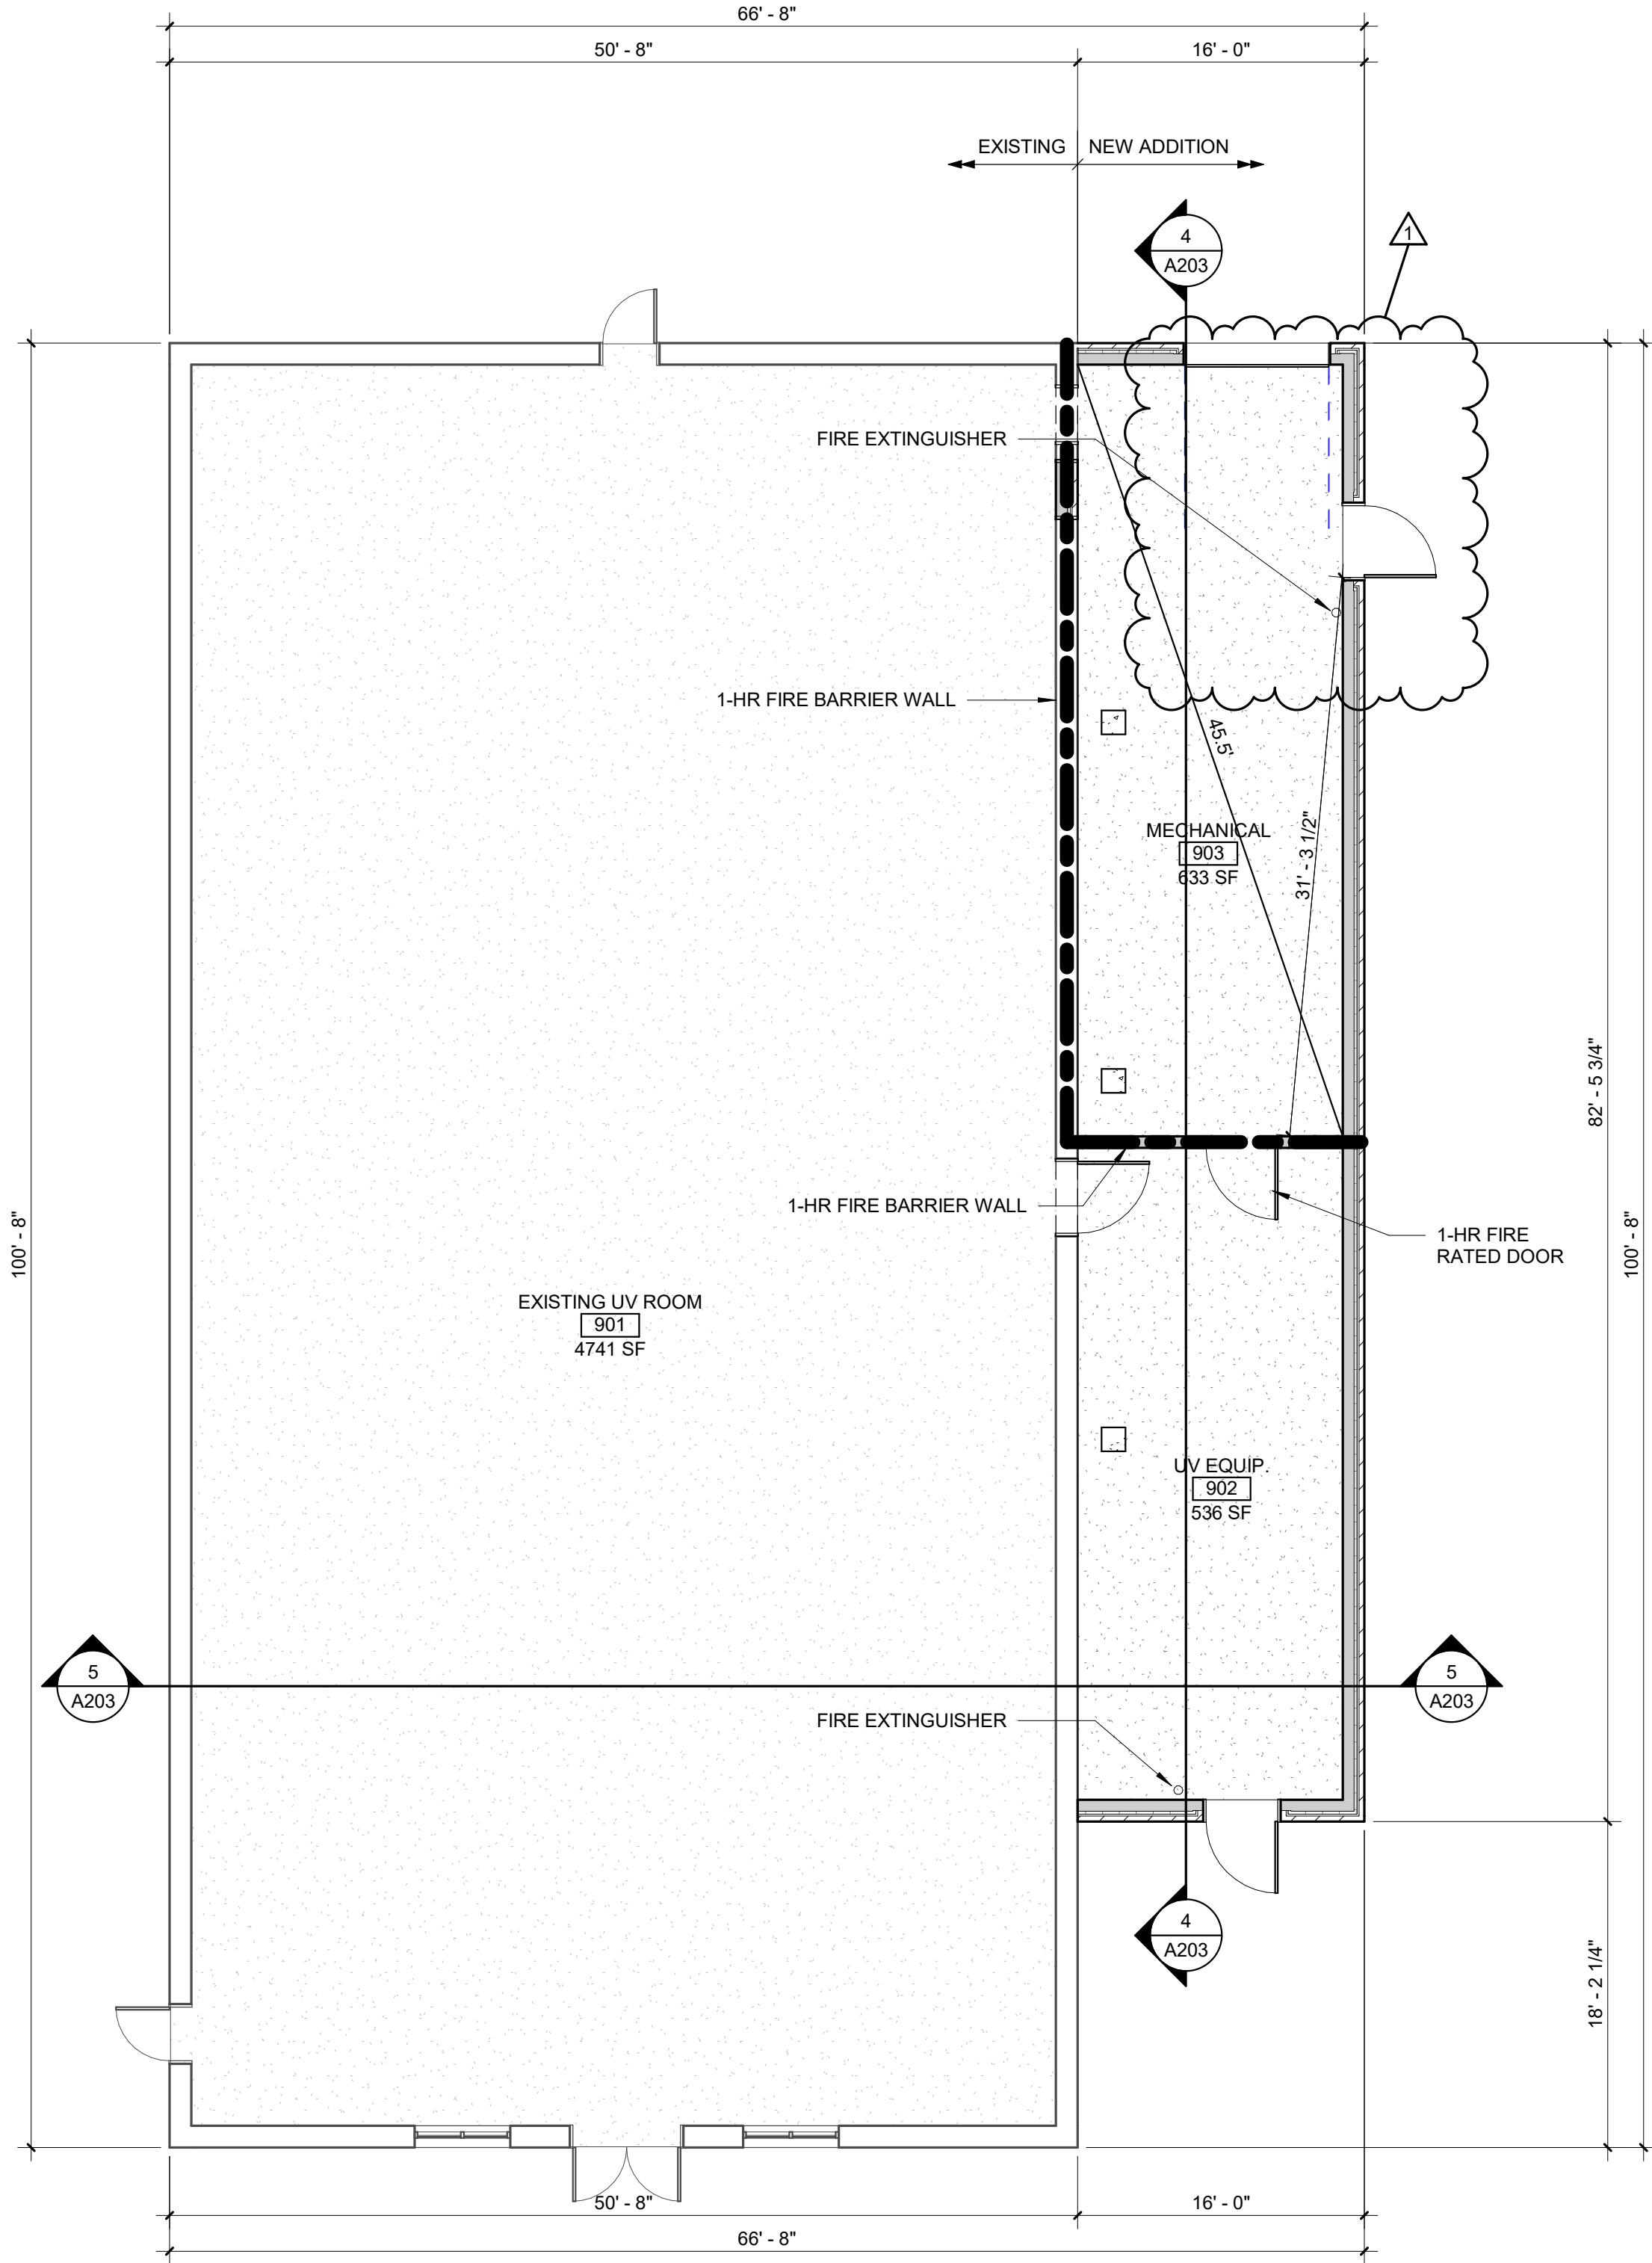 66' - 8"
50' - 8"
16' - 0"
EXISTING
NEW ADDITION
4
A203
1
FIRE EXTINGUISHER
1-HR FIRE BARRIER WALL
45.5'
MECHANICAL
903
633 SF
31' - 3 1/2"
82' - 5 3/4"
1-HR FIRE BARRIER WALL
1-HR FIRE
RATED DOOR
100' - 8"
100' - 8"
EXISTING UV ROOM
901
4741 SF
UV EQUIP.
902
536 SF
5
A203
5
A203
FIRE EXTINGUISHER
4
A203
18' - 2 1/4"
50' - 8"
16' - 0"
66' - 8"